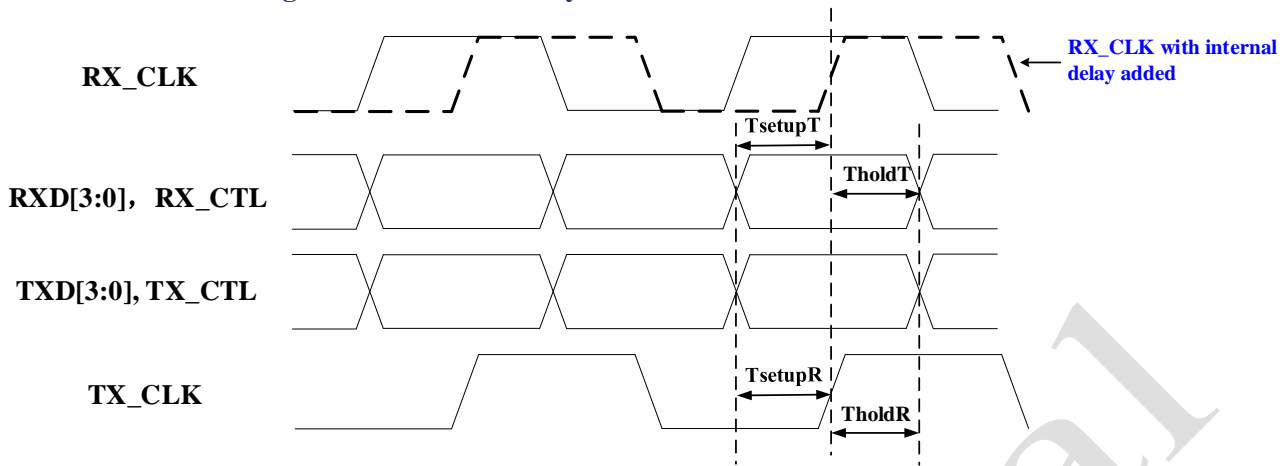 RX_CLK
RX_CLK with internal
delay added
TsetupT
RXD[3:0]，RX_CTL
TholdT
TXD[3:0], TX_CTL
TX_CLK
TsetupR
TholdR